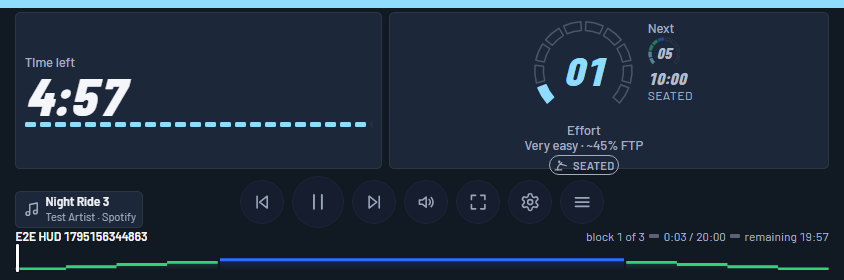 Time left
4:57
01
Effort
Very easy · ~45% FTP
SEATED
Next
05
10:00
SEATED
Night Ride 3
Test Artist · Spotify
E2E HUD 1795156344863
block 1 of 3 — 0:03 / 20:00 — remaining 19:57